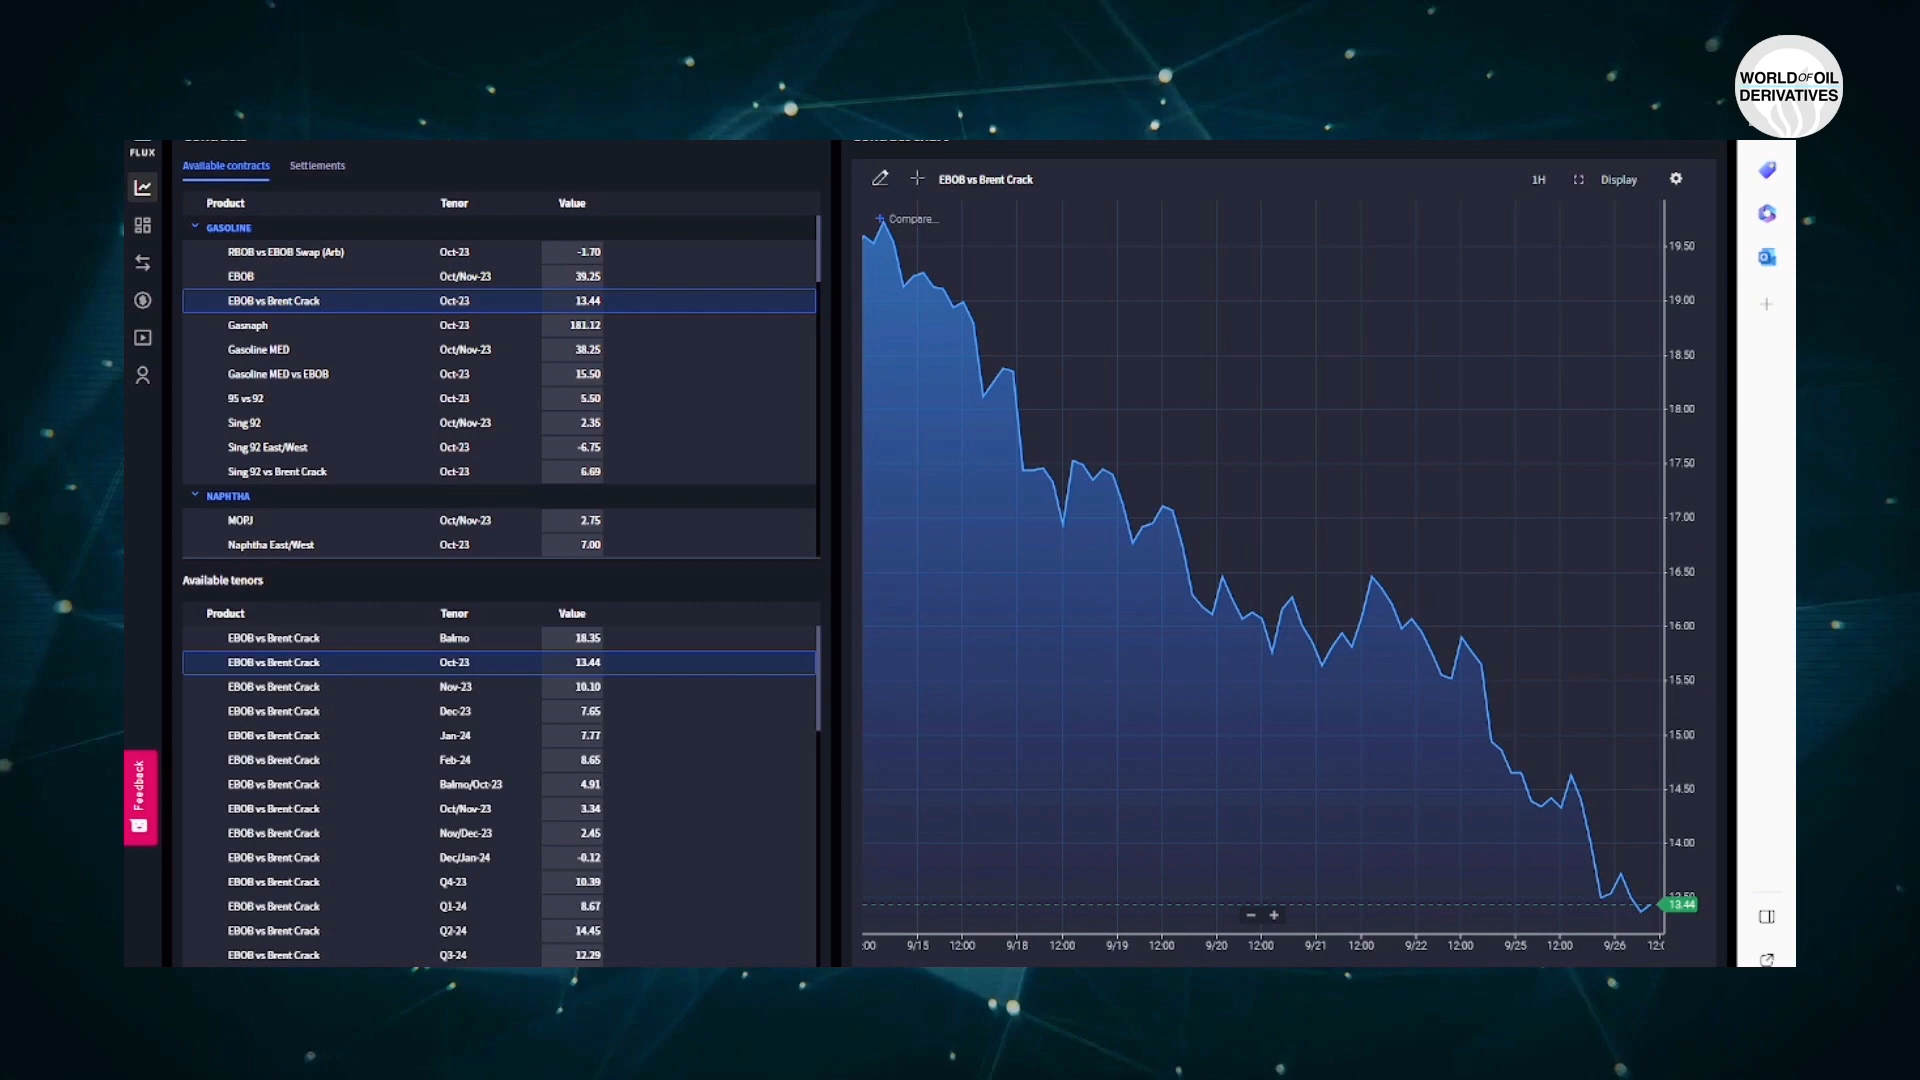 WORLD OF OIL
DERIVATIVES
FLUX
Available contracts Settlements
Product Tenor Value
GASOLINE
RBOB vs EBOB Swap (Arb) Oct-23 -1.70
EBOB Oct/Nov-23 39.25
EBOB vs Brent Crack Oct-23 13.44
Gasnaph Oct-23 181.12
Gasoline MED Oct/Nov-23 38.25
Gasoline MED vs EBOB Oct-23 15.50
95 vs 92 Oct-23 5.50
Sing 92 Oct/Nov-23 2.35
Sing 92 East/West Oct-23 -6.75
Sing 92 vs Brent Crack Oct-23 6.69
NAPHTHA
MOPJ Oct/Nov-23 2.75
Naphtha East/West Oct-23 7.00
Available tenors
Product Tenor Value
EBOB vs Brent Crack Balmo 18.35
EBOB vs Brent Crack Oct-23 13.44
EBOB vs Brent Crack Nov-23 10.10
EBOB vs Brent Crack Dec-23 7.65
EBOB vs Brent Crack Jan-24 7.77
EBOB vs Brent Crack Feb-24 8.65
EBOB vs Brent Crack Balmo/Oct-23 4.91
EBOB vs Brent Crack Oct/Nov-23 3.34
EBOB vs Brent Crack Nov/Dec-23 2.45
EBOB vs Brent Crack Dec/Jan-24 -0.12
EBOB vs Brent Crack Q4-23 10.39
EBOB vs Brent Crack Q1-24 8.67
EBOB vs Brent Crack Q2-24 14.45
EBOB vs Brent Crack Q3-24 12.29
Feedback
EBOB vs Brent Crack 1H Display
Compare...
19.50
19.00
18.50
18.00
17.50
17.00
16.50
16.00
15.50
15.00
14.50
14.00
13.50
13.44
:00 9/15 12:00 9/18 12:00 9/19 12:00 9/20 12:00 9/21 12:00 9/22 12:00 9/25 12:00 9/26